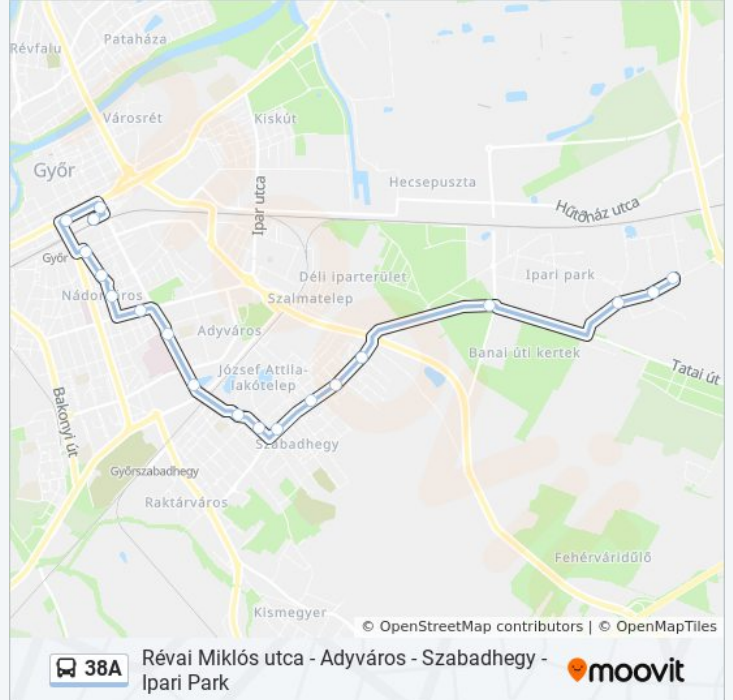 Pataháza
Révfalu
Városrét
Kiskút
Győr
Hecsepuszta
Ipar utca
Hűtőház utca
Győr
Déli iparterület
Ipari park
Nádorváros
Szalmatelep
Adyváros
Banai úti kertek
József Attila-
lakótelep
Tatai út
Bakonyi út
Szabadhegy
Győrszabadhegy
Raktárváros
Fehérváridűlő
Kismegyer
© OpenStreetMap contributors | © OpenMapTiles
38A
Révai Miklós utca - Adyváros - Szabadhegy -
Ipari Park
moovit